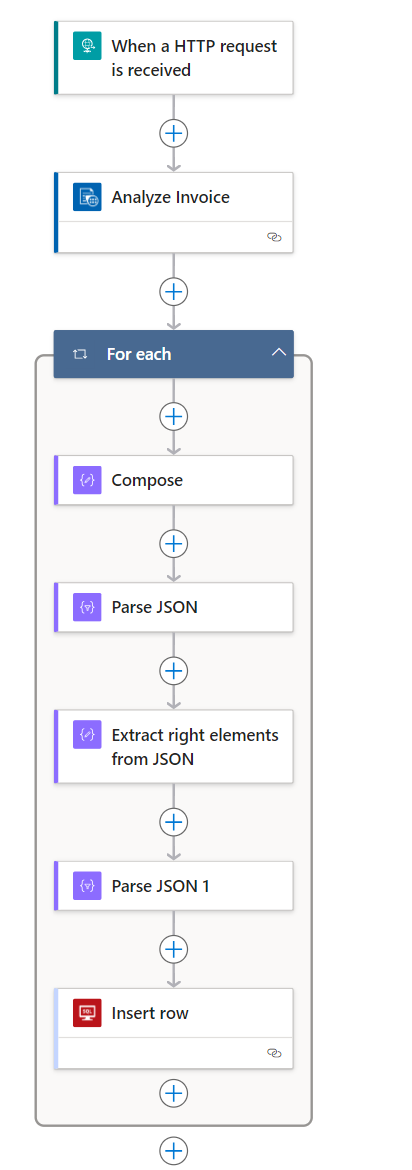 When a HTTP request
is received
Analyze Invoice
For each
Compose
Parse JSON
Extract right elements
from JSON
Parse JSON 1
SQL
Insert row